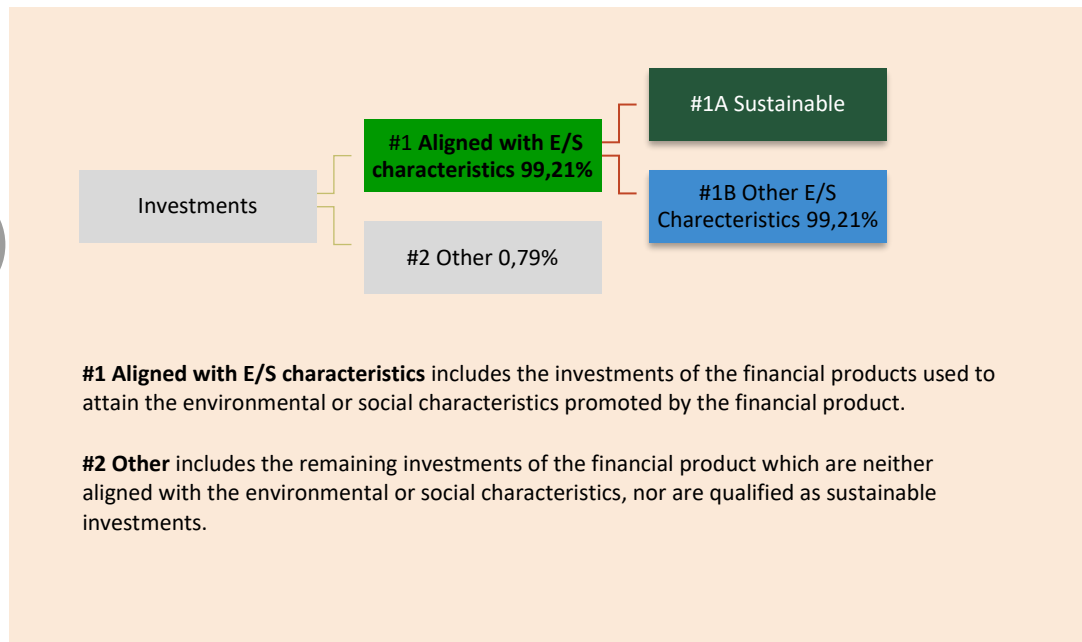 #1A Sustainable
#1 Aligned with E/S
characteristics 99,21%
Investments
#1B Other E/S
Charecteristics 99,21%
#2 Other 0,79%
#1 Aligned with E/S characteristics includes the investments of the financial products used to
attain the environmental or social characteristics promoted by the financial product.
#2 Other includes the remaining investments of the financial product which are neither
aligned with the environmental or social characteristics, nor are qualified as sustainable
investments.